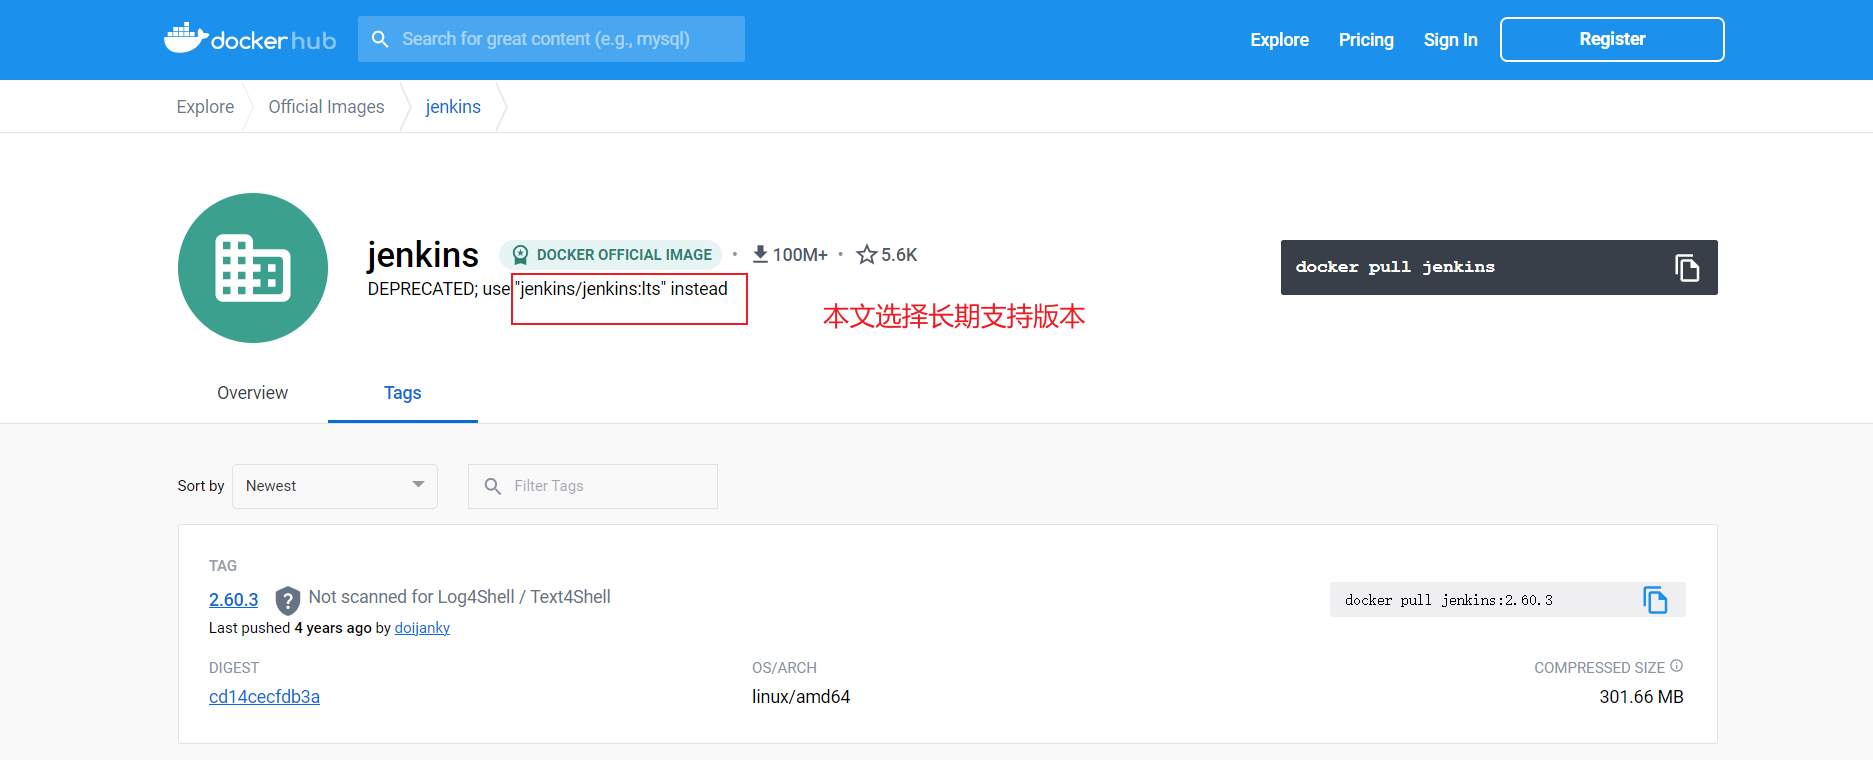 docker hub
Search for great content (e.g., mysql)
Explore
Pricing
Sign In
Register
Explore
Official Images
jenkins
jenkins
DOCKER OFFICIAL IMAGE
•
100M+
•
5.6K
DEPRECATED; use "jenkins/jenkins:lts" instead
本文选择长期支持版本
docker pull jenkins
Overview
Tags
Sort by
Newest
Filter Tags
TAG
2.60.3
Not scanned for Log4Shell / Text4Shell
Last pushed 4 years ago by doijanky
docker pull jenkins:2.60.3
DIGEST
OS/ARCH
COMPRESSED SIZE
cd14cecfdb3a
linux/amd64
301.66 MB